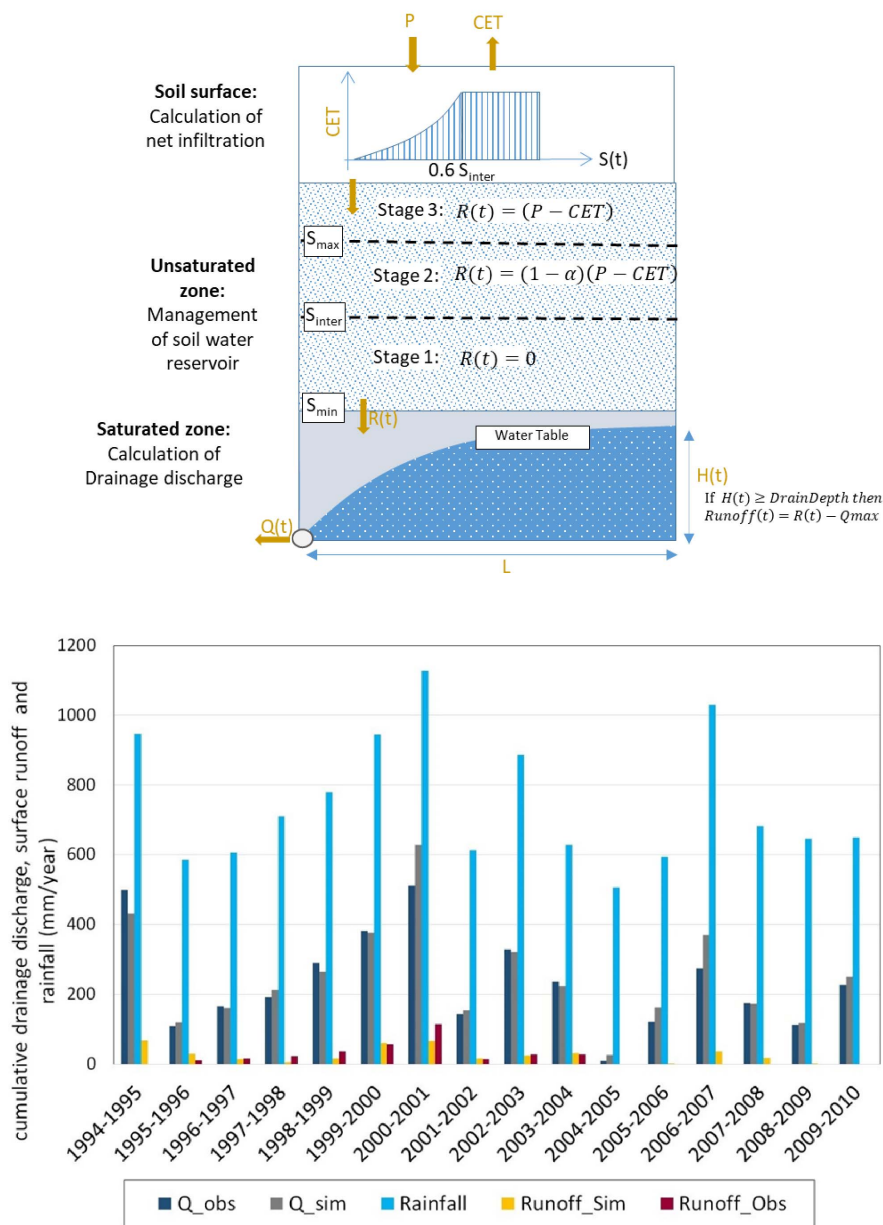 P
CET
Soil surface:
Calculation of
net infiltration
CET
S(t)
0.6 S_inter
Stage 3: R(t) = (P − CET)
S_max
Unsaturated
zone:
Management
of soil water
reservoir
Stage 2: R(t) = (1 − α)(P − CET)
S_inter
Stage 1: R(t) = 0
S_min
R(t)
Saturated zone:
Calculation of
Drainage discharge
Water Table
H(t)
If H(t) ≥ DrainDepth then
Runoff(t) = R(t) − Qmax
Q(t)
L
cumulative drainage discharge, surface runoff and
rainfall (mm/year)
1200
1000
800
600
400
200
0
1994-1995
1995-1996
1996-1997
1997-1998
1998-1999
1999-2000
2000-2001
2001-2002
2002-2003
2003-2004
2004-2005
2005-2006
2006-2007
2007-2008
2008-2009
2009-2010
Q_obs Q_sim Rainfall Runoff_Sim Runoff_Obs